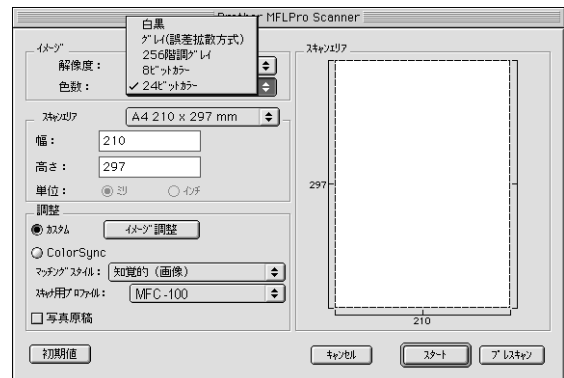 Brother MFLPro Scanner
白黒
グレイ(誤差拡散方式)
256階調グレイ
8ビットカラー
✓24ビットカラー
イメージ
解像度:
色数:
スキャンエリア
A4 210 x 297 mm
幅:
210
高さ:
297
単位:
ミリ
インチ
調整
カスタム
イメージ調整
ColorSync
マッチングスタイル:
知覚的(画像)
スキャナ用プロファイル:
MFC-100
写真原稿
初期値
スキャンエリア
297
210
キャンセル
スタート
プレスキャン